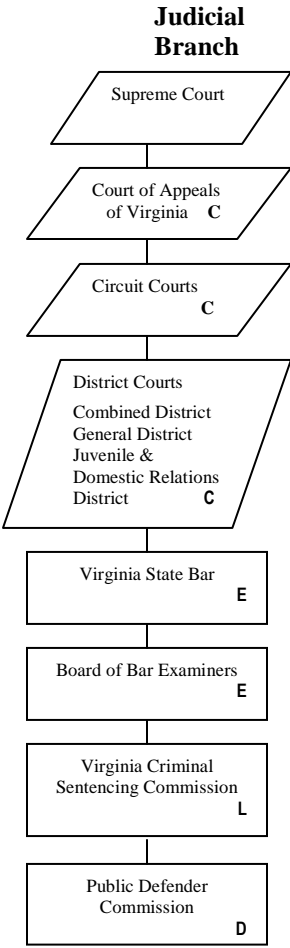 Judicial
Branch
Supreme Court
Court of Appeals
of Virginia C
Circuit Courts
C
District Courts
Combined District
General District
Juvenile &
Domestic Relations
District C
Virginia State Bar
E
Board of Bar Examiners
E
Virginia Criminal
Sentencing Commission
L
Public Defender
Commission
D